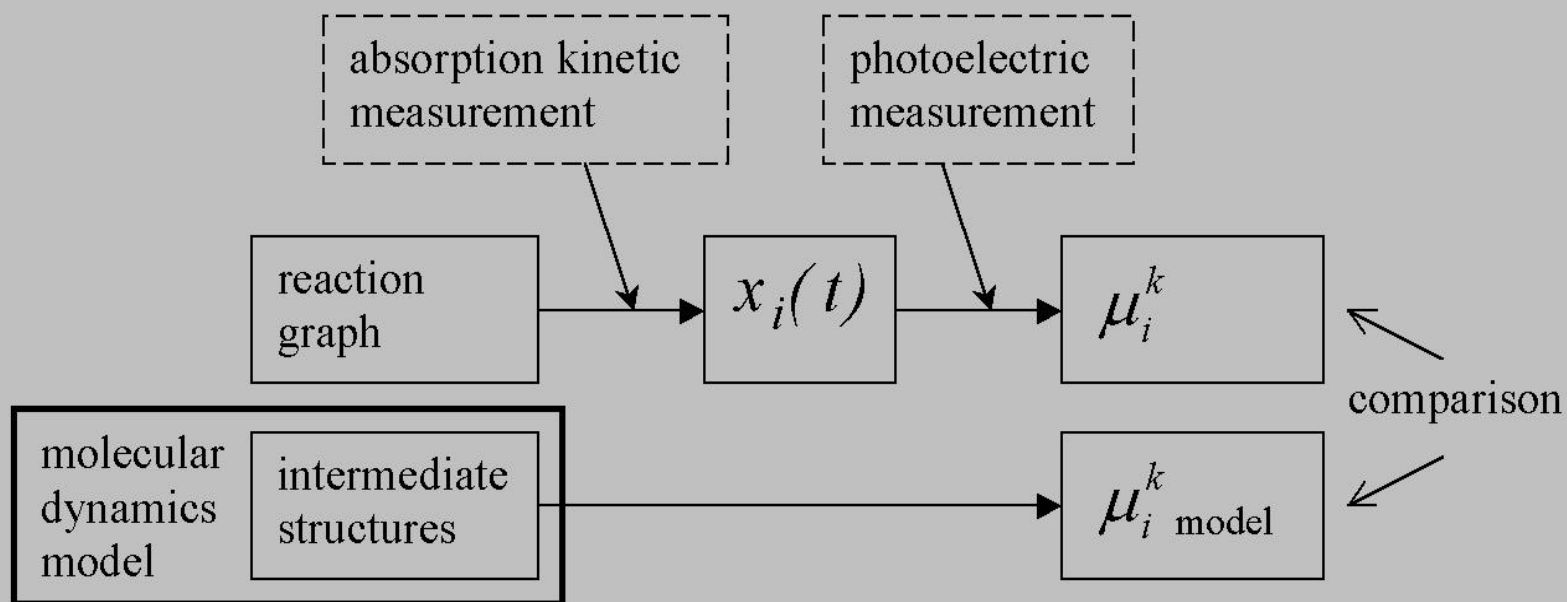 absorption kinetic
measurement
photoelectric
measurement
reaction
graph
x_i(t)
μ_i^k
comparison
molecular
dynamics
model
intermediate
structures
μ_i^k model